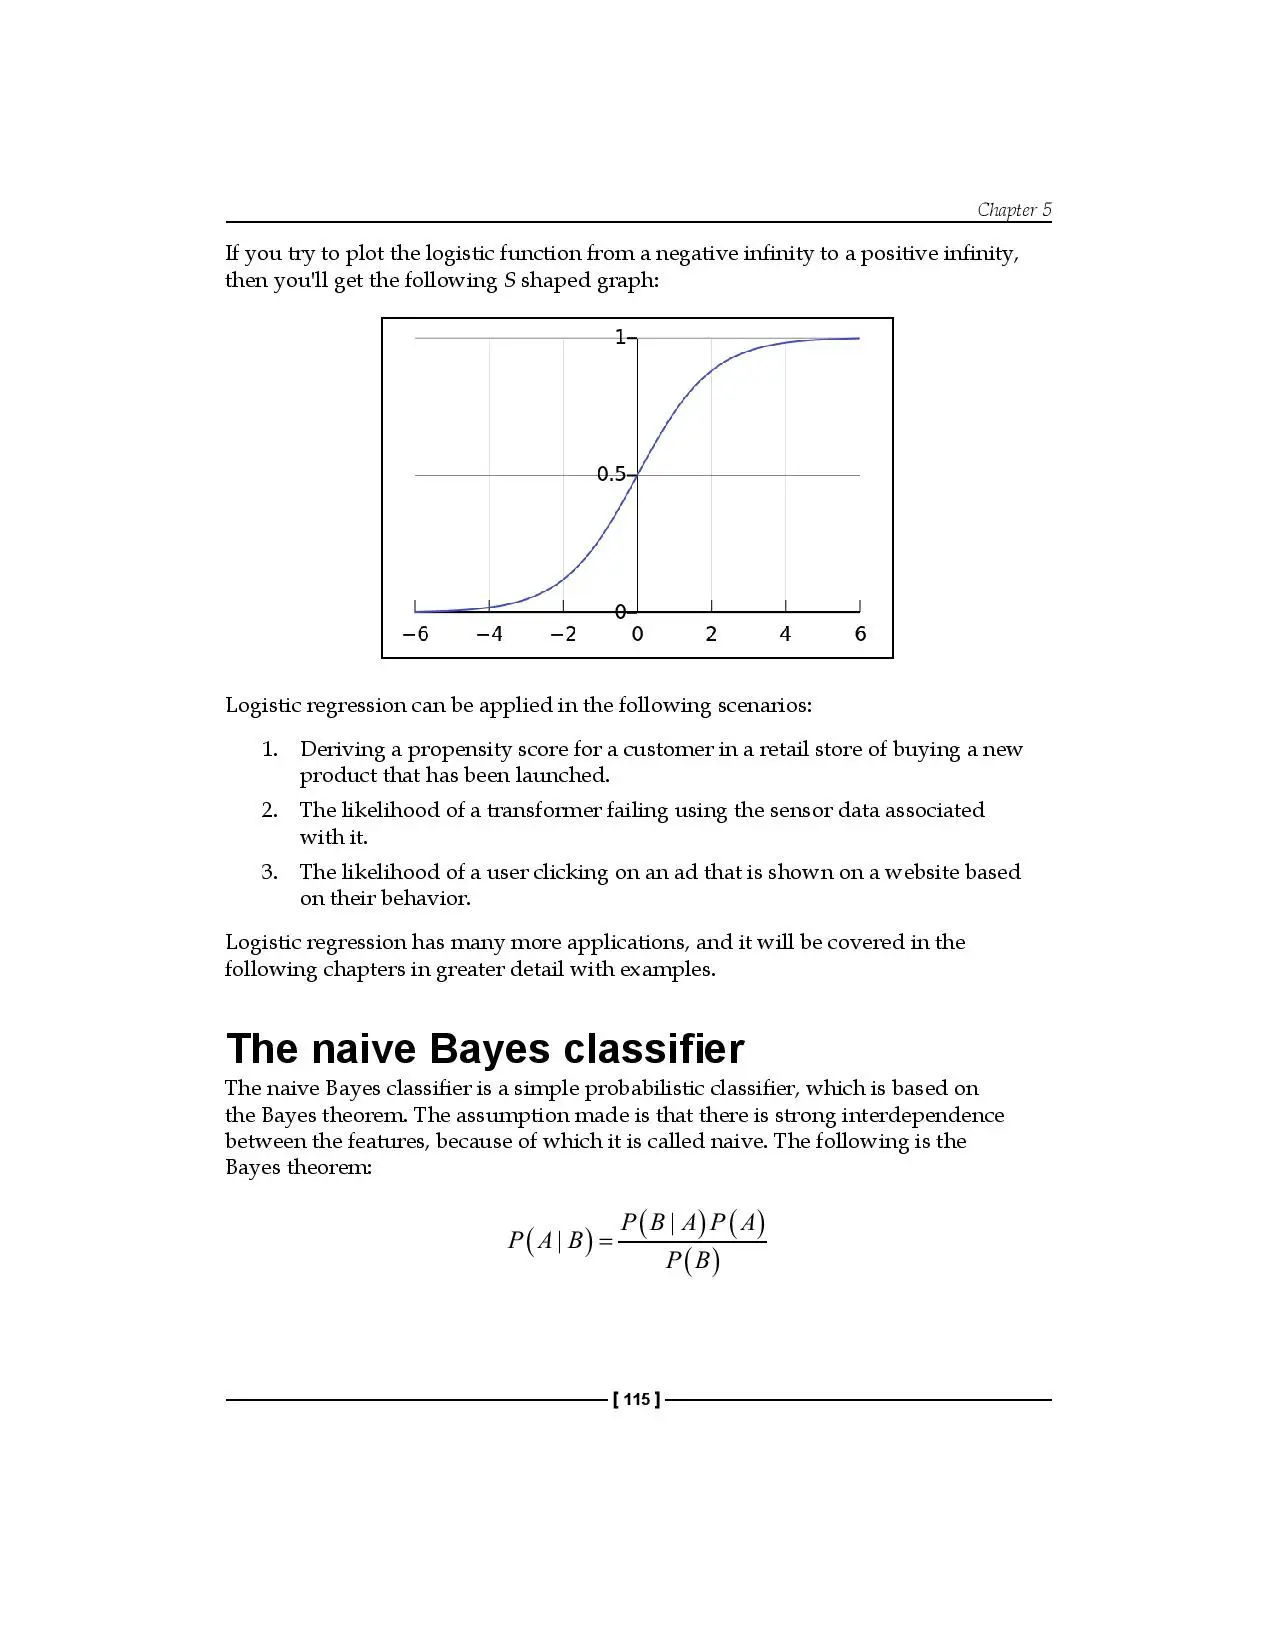 Chapter 5
If you try to plot the logistic function from a negative infinity to a positive infinity,
then you'll get the following S shaped graph:
1
0.5
0
−6 −4 −2 0 2 4 6
Logistic regression can be applied in the following scenarios:
1. Deriving a propensity score for a customer in a retail store of buying a new
product that has been launched.
2. The likelihood of a transformer failing using the sensor data associated
with it.
3. The likelihood of a user clicking on an ad that is shown on a website based
on their behavior.
Logistic regression has many more applications, and it will be covered in the
following chapters in greater detail with examples.
The naive Bayes classifier
The naive Bayes classifier is a simple probabilistic classifier, which is based on
the Bayes theorem. The assumption made is that there is strong interdependence
between the features, because of which it is called naive. The following is the
Bayes theorem:
P(B | A) P(A)
P(A | B) =
P(B)
[ 115 ]